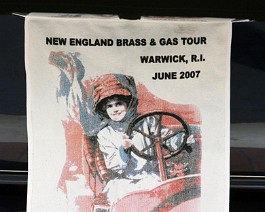 NEW ENGLAND BRASS & GAS TOUR
WARWICK, R.I.
JUNE 2007